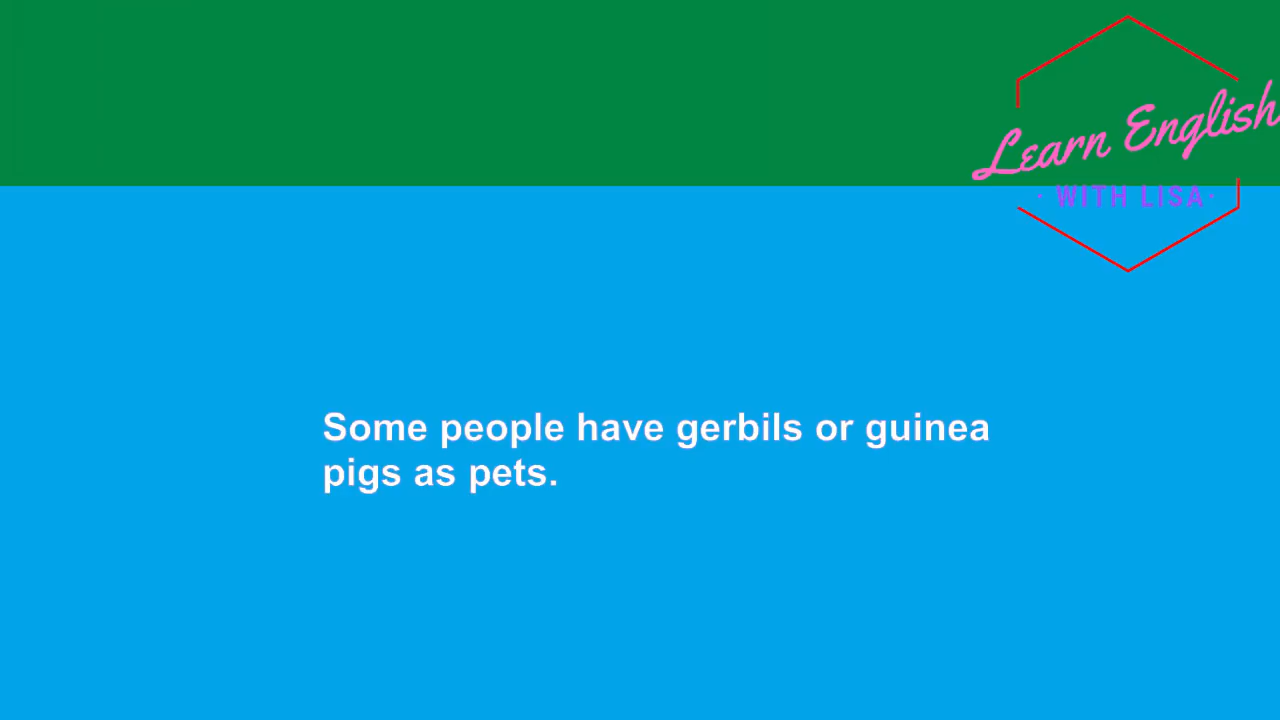 Learn English
· WITH LISA ·
Some people have gerbils or guinea
pigs as pets.